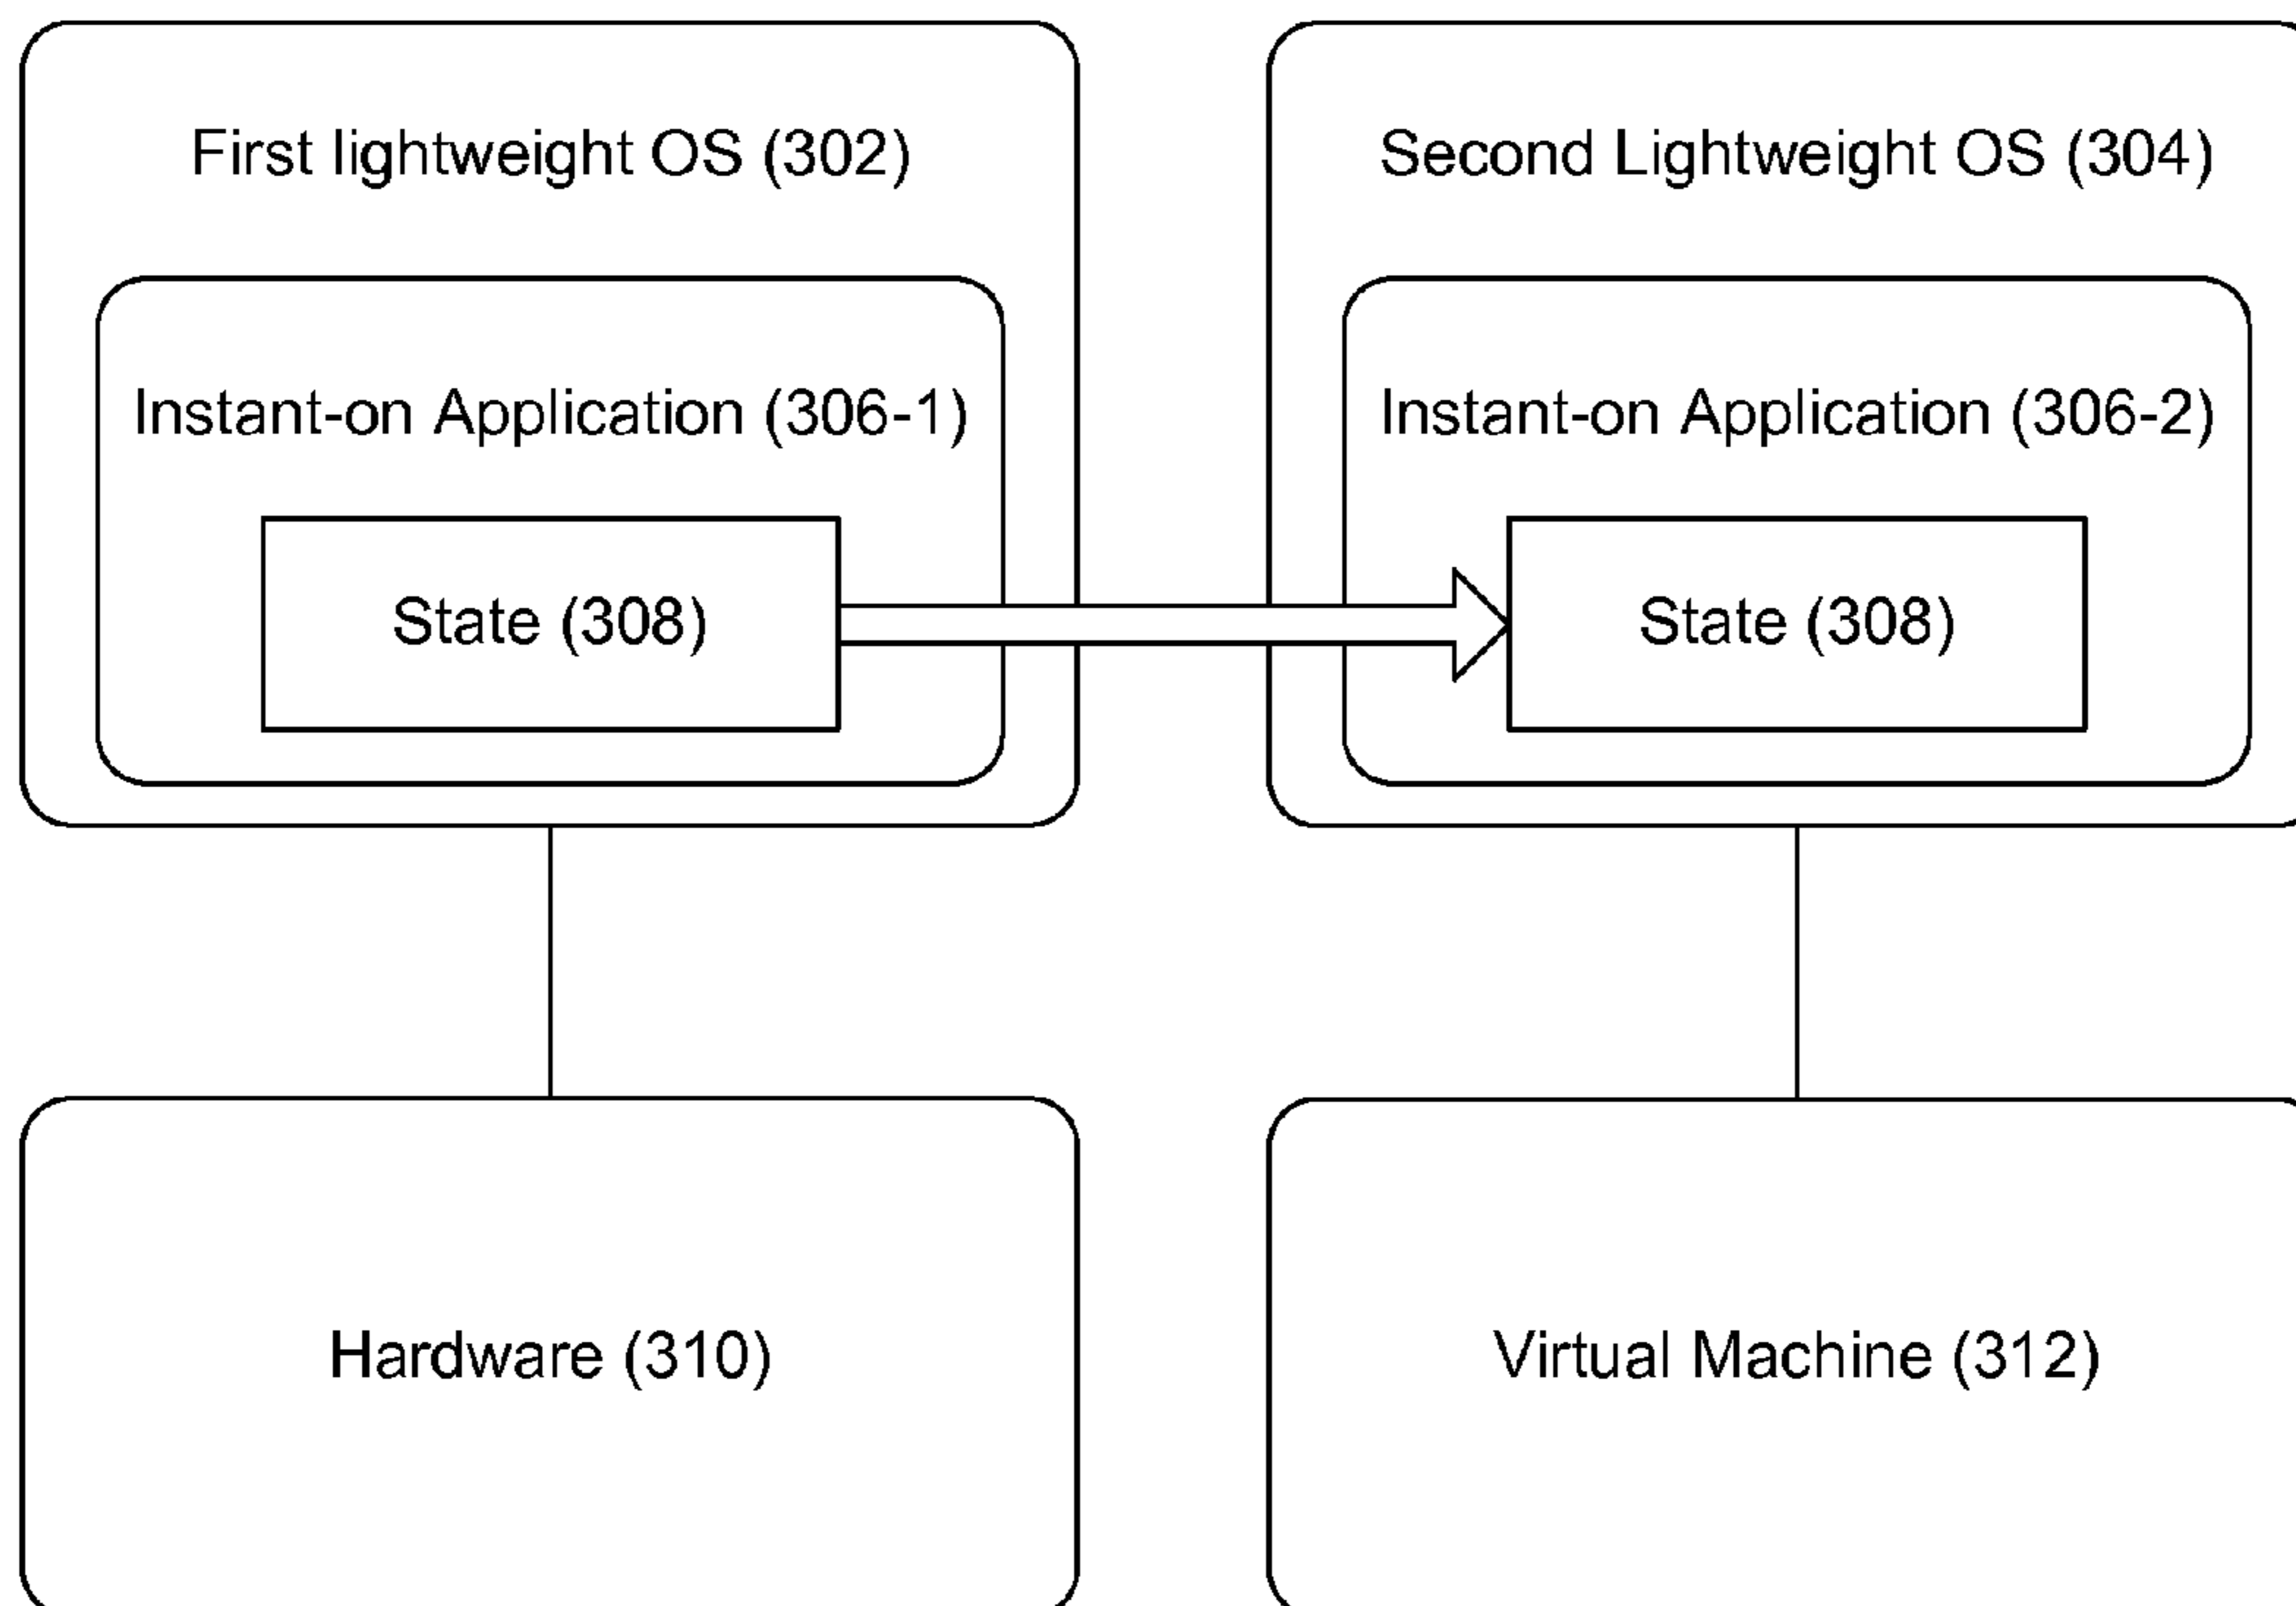 First lightweight OS (302)
Second Lightweight OS (304)
Instant-on Application (306-1)
Instant-on Application (306-2)
State (308)
State (308)
Hardware (310)
Virtual Machine (312)